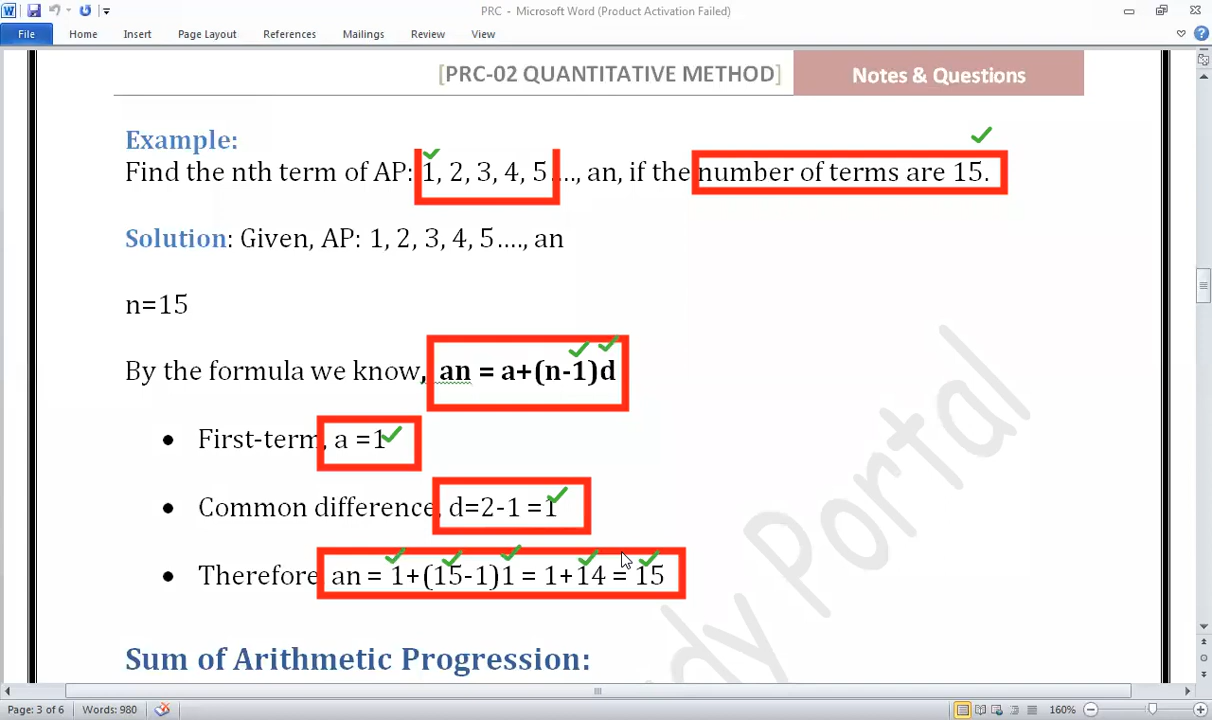 PRC - Microsoft Word (Product Activation Failed)
File Home Insert Page Layout References Mailings Review View
[PRC-02 QUANTITATIVE METHOD] Notes & Questions
Example:
Find the nth term of AP: 1, 2, 3, 4, 5...., an, if the number of terms are 15.
Solution: Given, AP: 1, 2, 3, 4, 5...., an
n=15
By the formula we know, an = a+(n-1)d
• First-term, a =1
• Common difference, d=2-1 =1
• Therefore, an = 1+(15-1)1 = 1+14 = 15
Sum of Arithmetic Progression:
dy Portal
Page: 3 of 6 Words: 980 160%